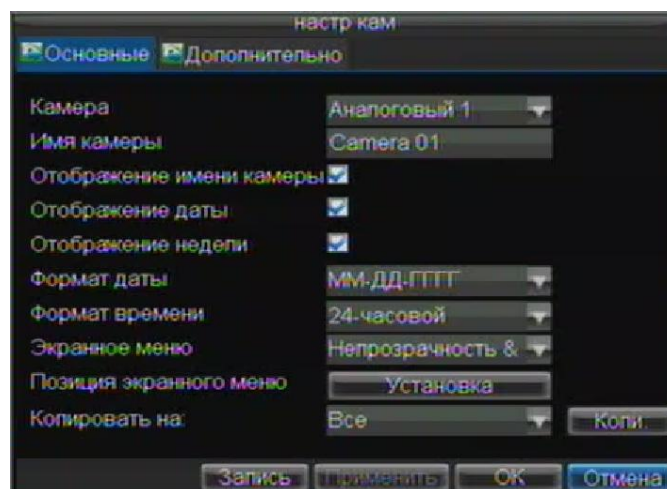 настр кам
Основные Дополнительно
Камера Аналоговый 1
Имя камеры Camera 01
Отображение имени камеры
Отображение даты
Отображение недели
Формат даты ММ-ДД-ГГГГ
Формат времени 24-часовой
Экранное меню Непрозрачность &
Позиция экранного меню Установка
Копировать на: Все Копи.
Запись Применить OK Отмена